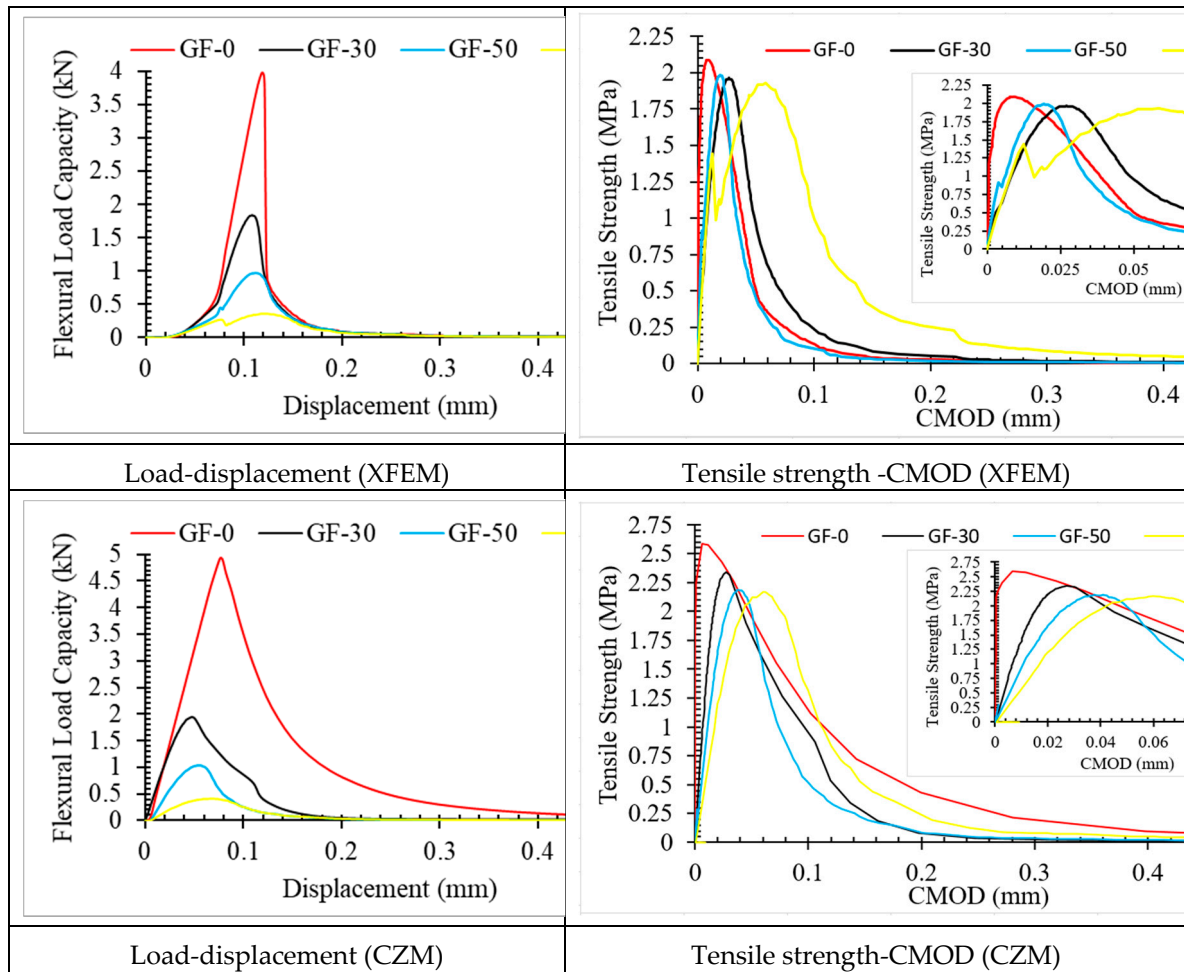 GF-0 GF-30 GF-50
Flexural Load Capacity (kN)
4
3.5
3
2.5
2
1.5
1
0.5
0
0 0.1 0.2 0.3 0.4
Displacement (mm)
GF-0 GF-30 GF-50
Tensile Strength (MPa)
2.25
2
1.75
1.5
1.25
1
0.75
0.5
0.25
0
0 0.1 0.2 0.3 0.4
CMOD (mm)
Tensile Strength (MPa)
2.25
2
1.75
1.5
1.25
1
0.75
0.5
0.25
0
0 0.025 0.05
CMOD (mm)
Load-displacement (XFEM)
Tensile strength -CMOD (XFEM)
GF-0 GF-30 GF-50
Flexural Load Capacity (kN)
5
4.5
4
3.5
3
2.5
2
1.5
1
0.5
0
0 0.1 0.2 0.3 0.4
Displacement (mm)
GF-0 GF-30 GF-50
Tensile Strength (MPa)
2.75
2.5
2.25
2
1.75
1.5
1.25
1
0.75
0.5
0.25
0
0 0.1 0.2 0.3 0.4
CMOD (mm)
Tensile Strength (MPa)
2.75
2.5
2.25
2
1.75
1.5
1.25
1
0.75
0.5
0.25
0
0 0.02 0.04 0.06
CMOD (mm)
Load-displacement (CZM)
Tensile strength-CMOD (CZM)